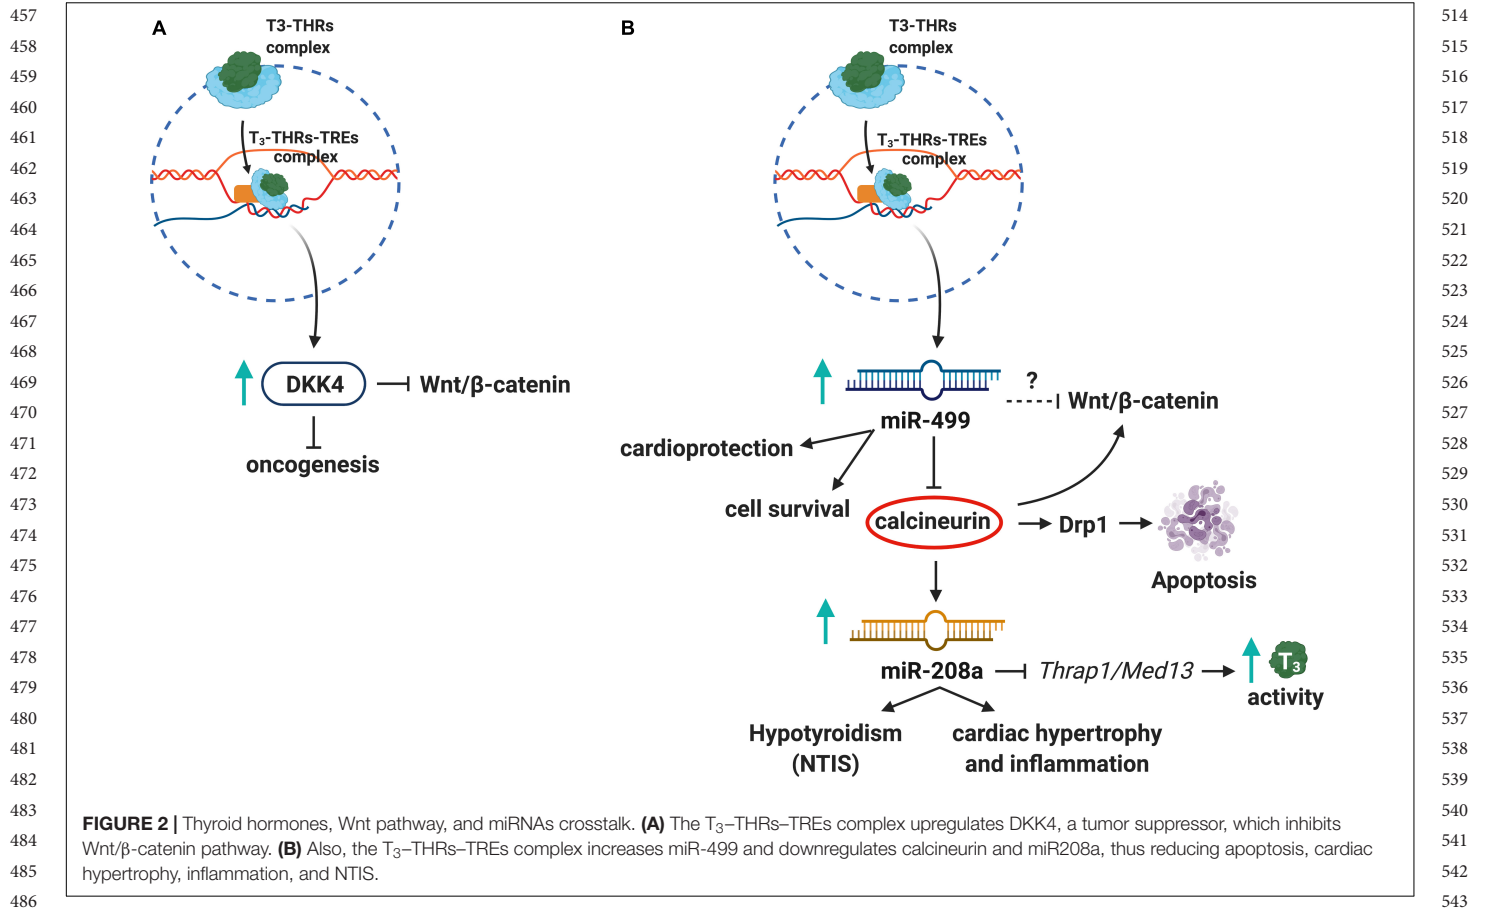 457
458
459
460
461
462
463
464
465
466
467
468
469
470
471
472
473
474
475
476
477
478
479
480
481
482
483
484
485
486
A
T3-THRs
complex
T3-THRs-TREs
complex
DKK4
Wnt/β-catenin
oncogenesis
B
T3-THRs
complex
T3-THRs-TREs
complex
miR-499
?
Wnt/β-catenin
cardioprotection
cell survival
calcineurin
Drp1
Apoptosis
miR-208a
Thrap1/Med13
T3
activity
Hypotyroidism
(NTIS)
cardiac hypertrophy
and inflammation
FIGURE 2 | Thyroid hormones, Wnt pathway, and miRNAs crosstalk. (A) The T3–THRs–TREs complex upregulates DKK4, a tumor suppressor, which inhibits
Wnt/β-catenin pathway. (B) Also, the T3–THRs–TREs complex increases miR-499 and downregulates calcineurin and miR208a, thus reducing apoptosis, cardiac
hypertrophy, inflammation, and NTIS.
514
515
516
517
518
519
520
521
522
523
524
525
526
527
528
529
530
531
532
533
534
535
536
537
538
539
540
541
542
543